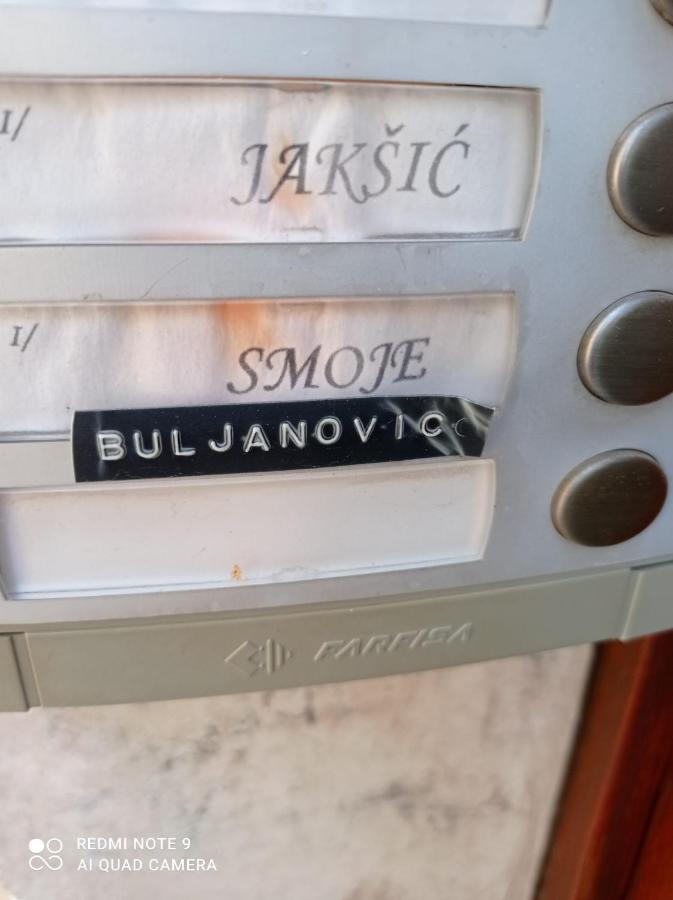 I/
JAKŠIĆ
I/
SMOJE
BULJANOVIC
FARFISA
REDMI NOTE 9
AI QUAD CAMERA